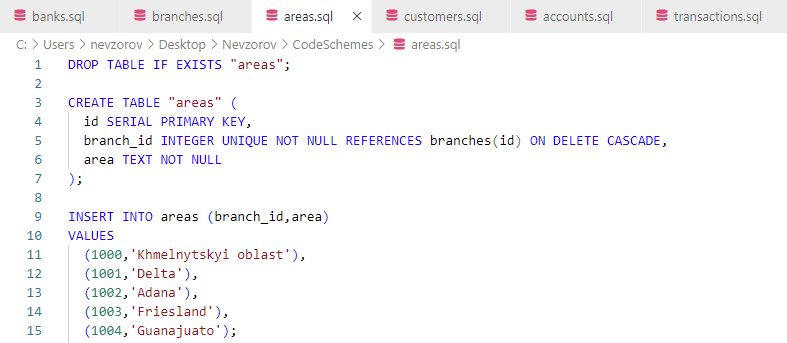 banks.sql branches.sql areas.sql × customers.sql accounts.sql transactions.sql
C: > Users > nevzorov > Desktop > Nevzorov > CodeSchemes > areas.sql
1 DROP TABLE IF EXISTS "areas";
2
3 CREATE TABLE "areas" (
4 id SERIAL PRIMARY KEY,
5 branch_id INTEGER UNIQUE NOT NULL REFERENCES branches(id) ON DELETE CASCADE,
6 area TEXT NOT NULL
7 );
8
9 INSERT INTO areas (branch_id,area)
10 VALUES
11 (1000,'Khmelnytskyi oblast'),
12 (1001,'Delta'),
13 (1002,'Adana'),
14 (1003,'Friesland'),
15 (1004,'Guanajuato');